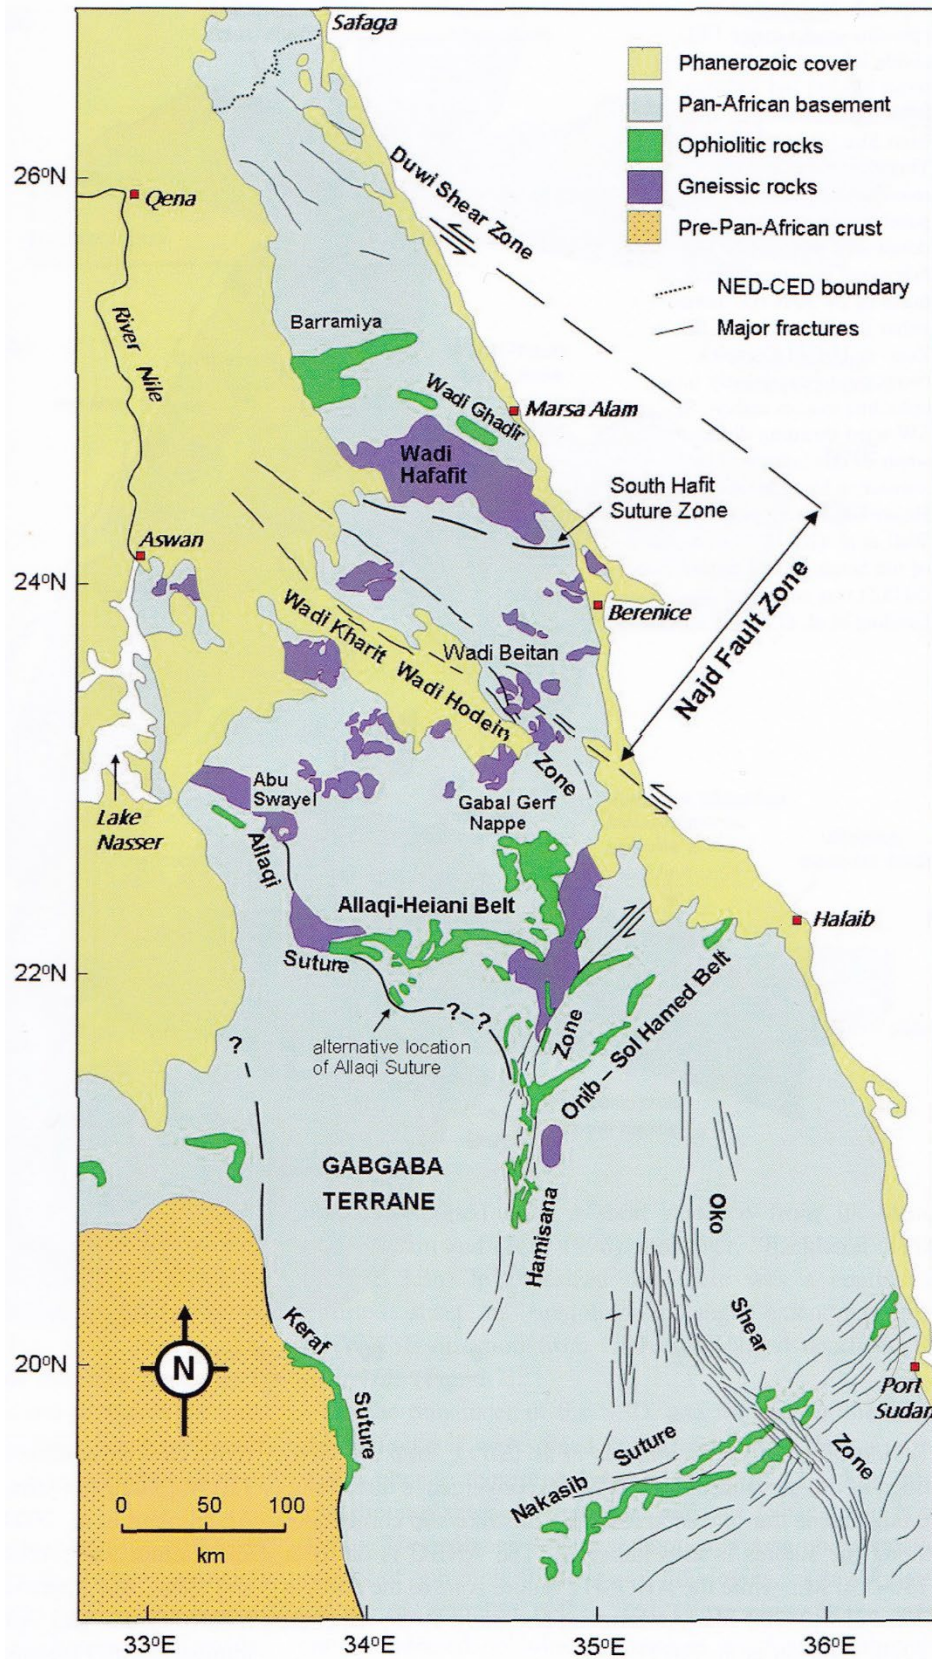 Safaga
Phanerozoic cover
Pan-African basement
Ophiolitic rocks
Gneissic rocks
Pre-Pan-African crust
NED-CED boundary
Major fractures
26°N
Qena
Duwi Shear Zone
River Nile
Barramiya
Wadi Ghadir
Marsa Alam
Wadi
Hafafit
South Hafit
Suture Zone
Aswan
24°N
Berenice
Najd Fault Zone
Wadi Kharit
Wadi Hodein
Zone
Wadi Beitan
Abu
Swayel
Gabal Gerf
Nappe
Lake
Nasser
Allaqi
Suture
Allaqi-Heiani Belt
Halaib
22°N
? - ?
alternative location
of Allaqi Suture
?
Zone
Hamisana
Onib – Sol Hamed Belt
GABGABA
TERRANE
Oko
Shear
Zone
Keraf
Suture
N
20°N
Port
Sudan
Nakasib
Suture
0 50 100
km
33°E
34°E
35°E
36°E